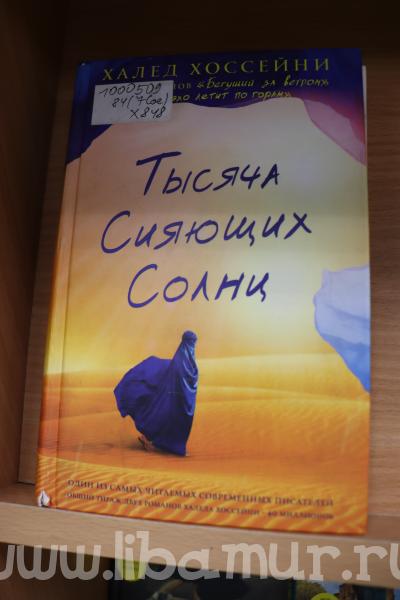 ХАЛЕД ХОССЕЙНИ
1000509
84(7Сое)
Х848
«Бегущий за ветром»
эхо летит по горам»
Тысяча
Сияющих
Солнц
ОДИН ИЗ САМЫХ ЧИТАЕМЫХ СОВРЕМЕННЫХ ПИСАТЕЛЕЙ
ОБЩИЙ ТИРАЖ ДВУХ РОМАНОВ ХАЛЕДА ХОССЕЙНИ - 40 МИЛЛИОНОВ
www.libamur.ru